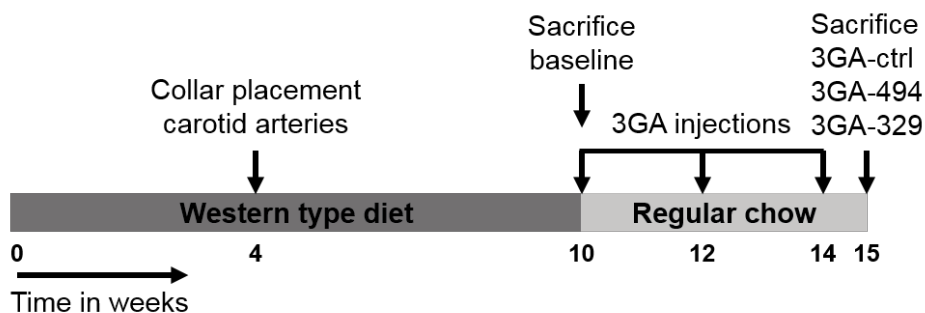 Sacrifice
baseline
Sacrifice
3GA-ctrl
3GA-494
3GA-329
Collar placement
carotid arteries
3GA injections
Western type diet
Regular chow
0 4 10 12 14 15
Time in weeks